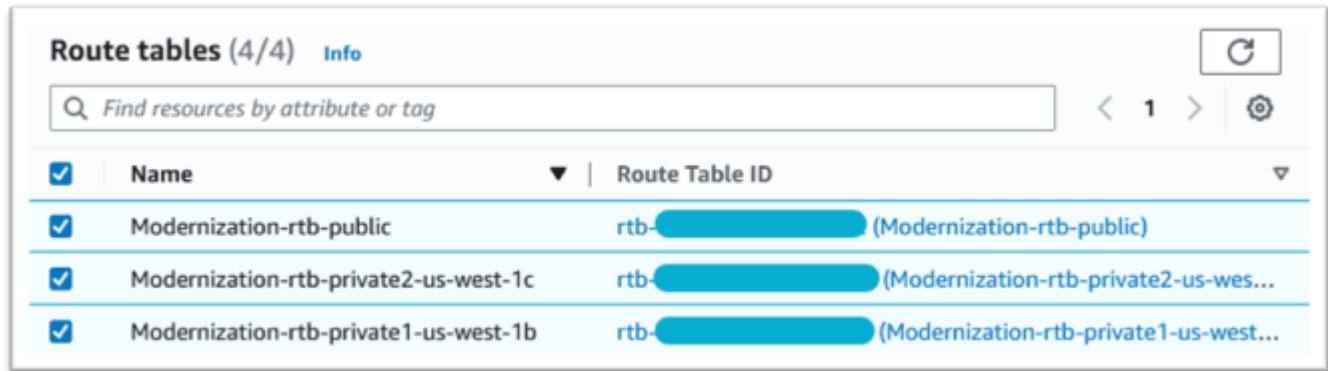 Route tables (4/4) Info
Find resources by attribute or tag
< 1 >
Name Route Table ID
Modernization-rtb-public rtb- (Modernization-rtb-public)
Modernization-rtb-private2-us-west-1c rtb- (Modernization-rtb-private2-us-wes...
Modernization-rtb-private1-us-west-1b rtb- (Modernization-rtb-private1-us-west...